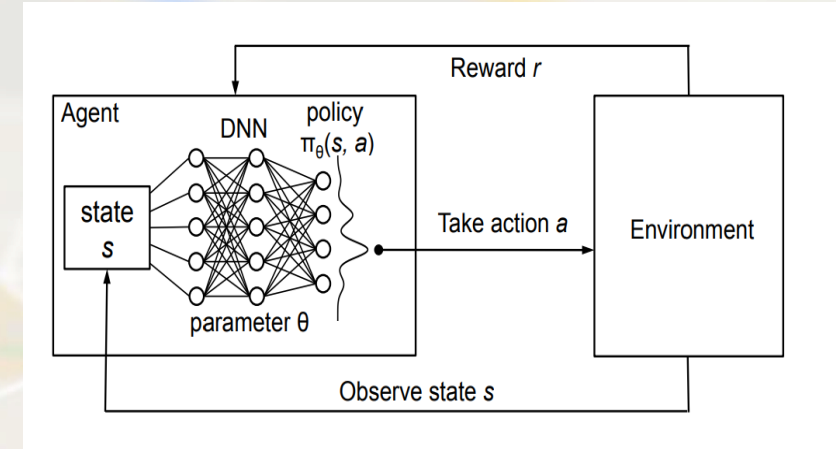 Reward r
Agent
DNN
policy
πθ(s, a)
state
s
Take action a
Environment
parameter θ
Observe state s